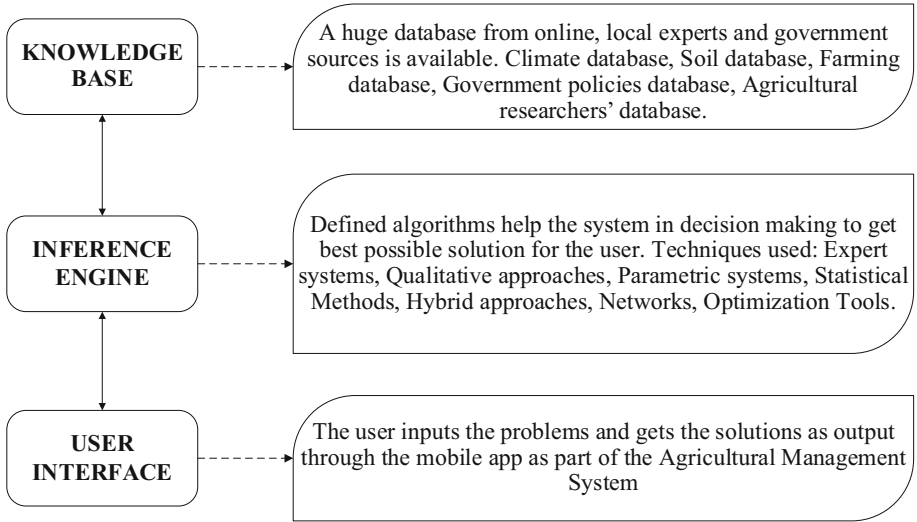 KNOWLEDGE
BASE
A huge database from online, local experts and government
sources is available. Climate database, Soil database, Farming
database, Government policies database, Agricultural
researchers’ database.
INFERENCE
ENGINE
Defined algorithms help the system in decision making to get
best possible solution for the user. Techniques used: Expert
systems, Qualitative approaches, Parametric systems, Statistical
Methods, Hybrid approaches, Networks, Optimization Tools.
USER
INTERFACE
The user inputs the problems and gets the solutions as output
through the mobile app as part of the Agricultural Management
System